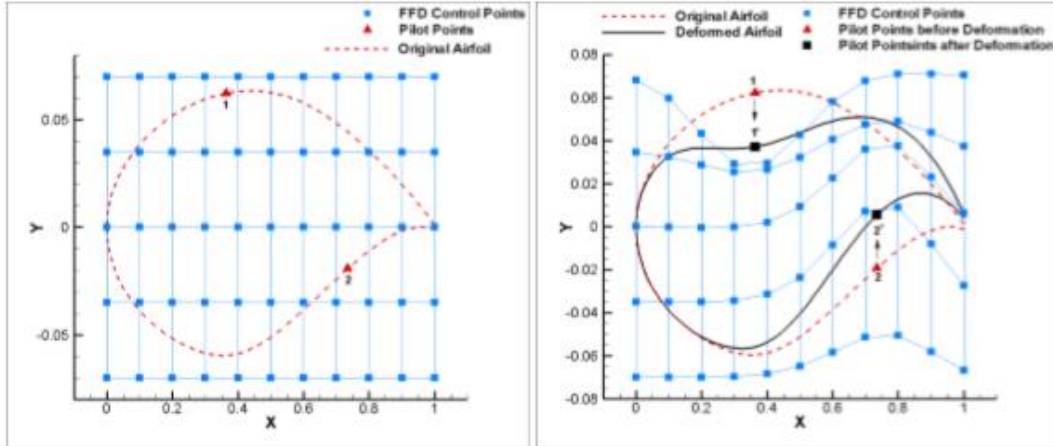 FFD Control Points
Pilot Points
Original Airfoil
0.05
0
-0.05
Y
1
2
0 0.2 0.4 0.6 0.8 1
X
Original Airfoil
Deformed Airfoil
FFD Control Points
Pilot Points before Deformation
Pilot Pointsints after Deformation
0.08
0.06
0.04
0.02
0
-0.02
-0.04
-0.06
-0.08
Y
1
1'
2'
2
0 0.2 0.4 0.6 0.8 1
X